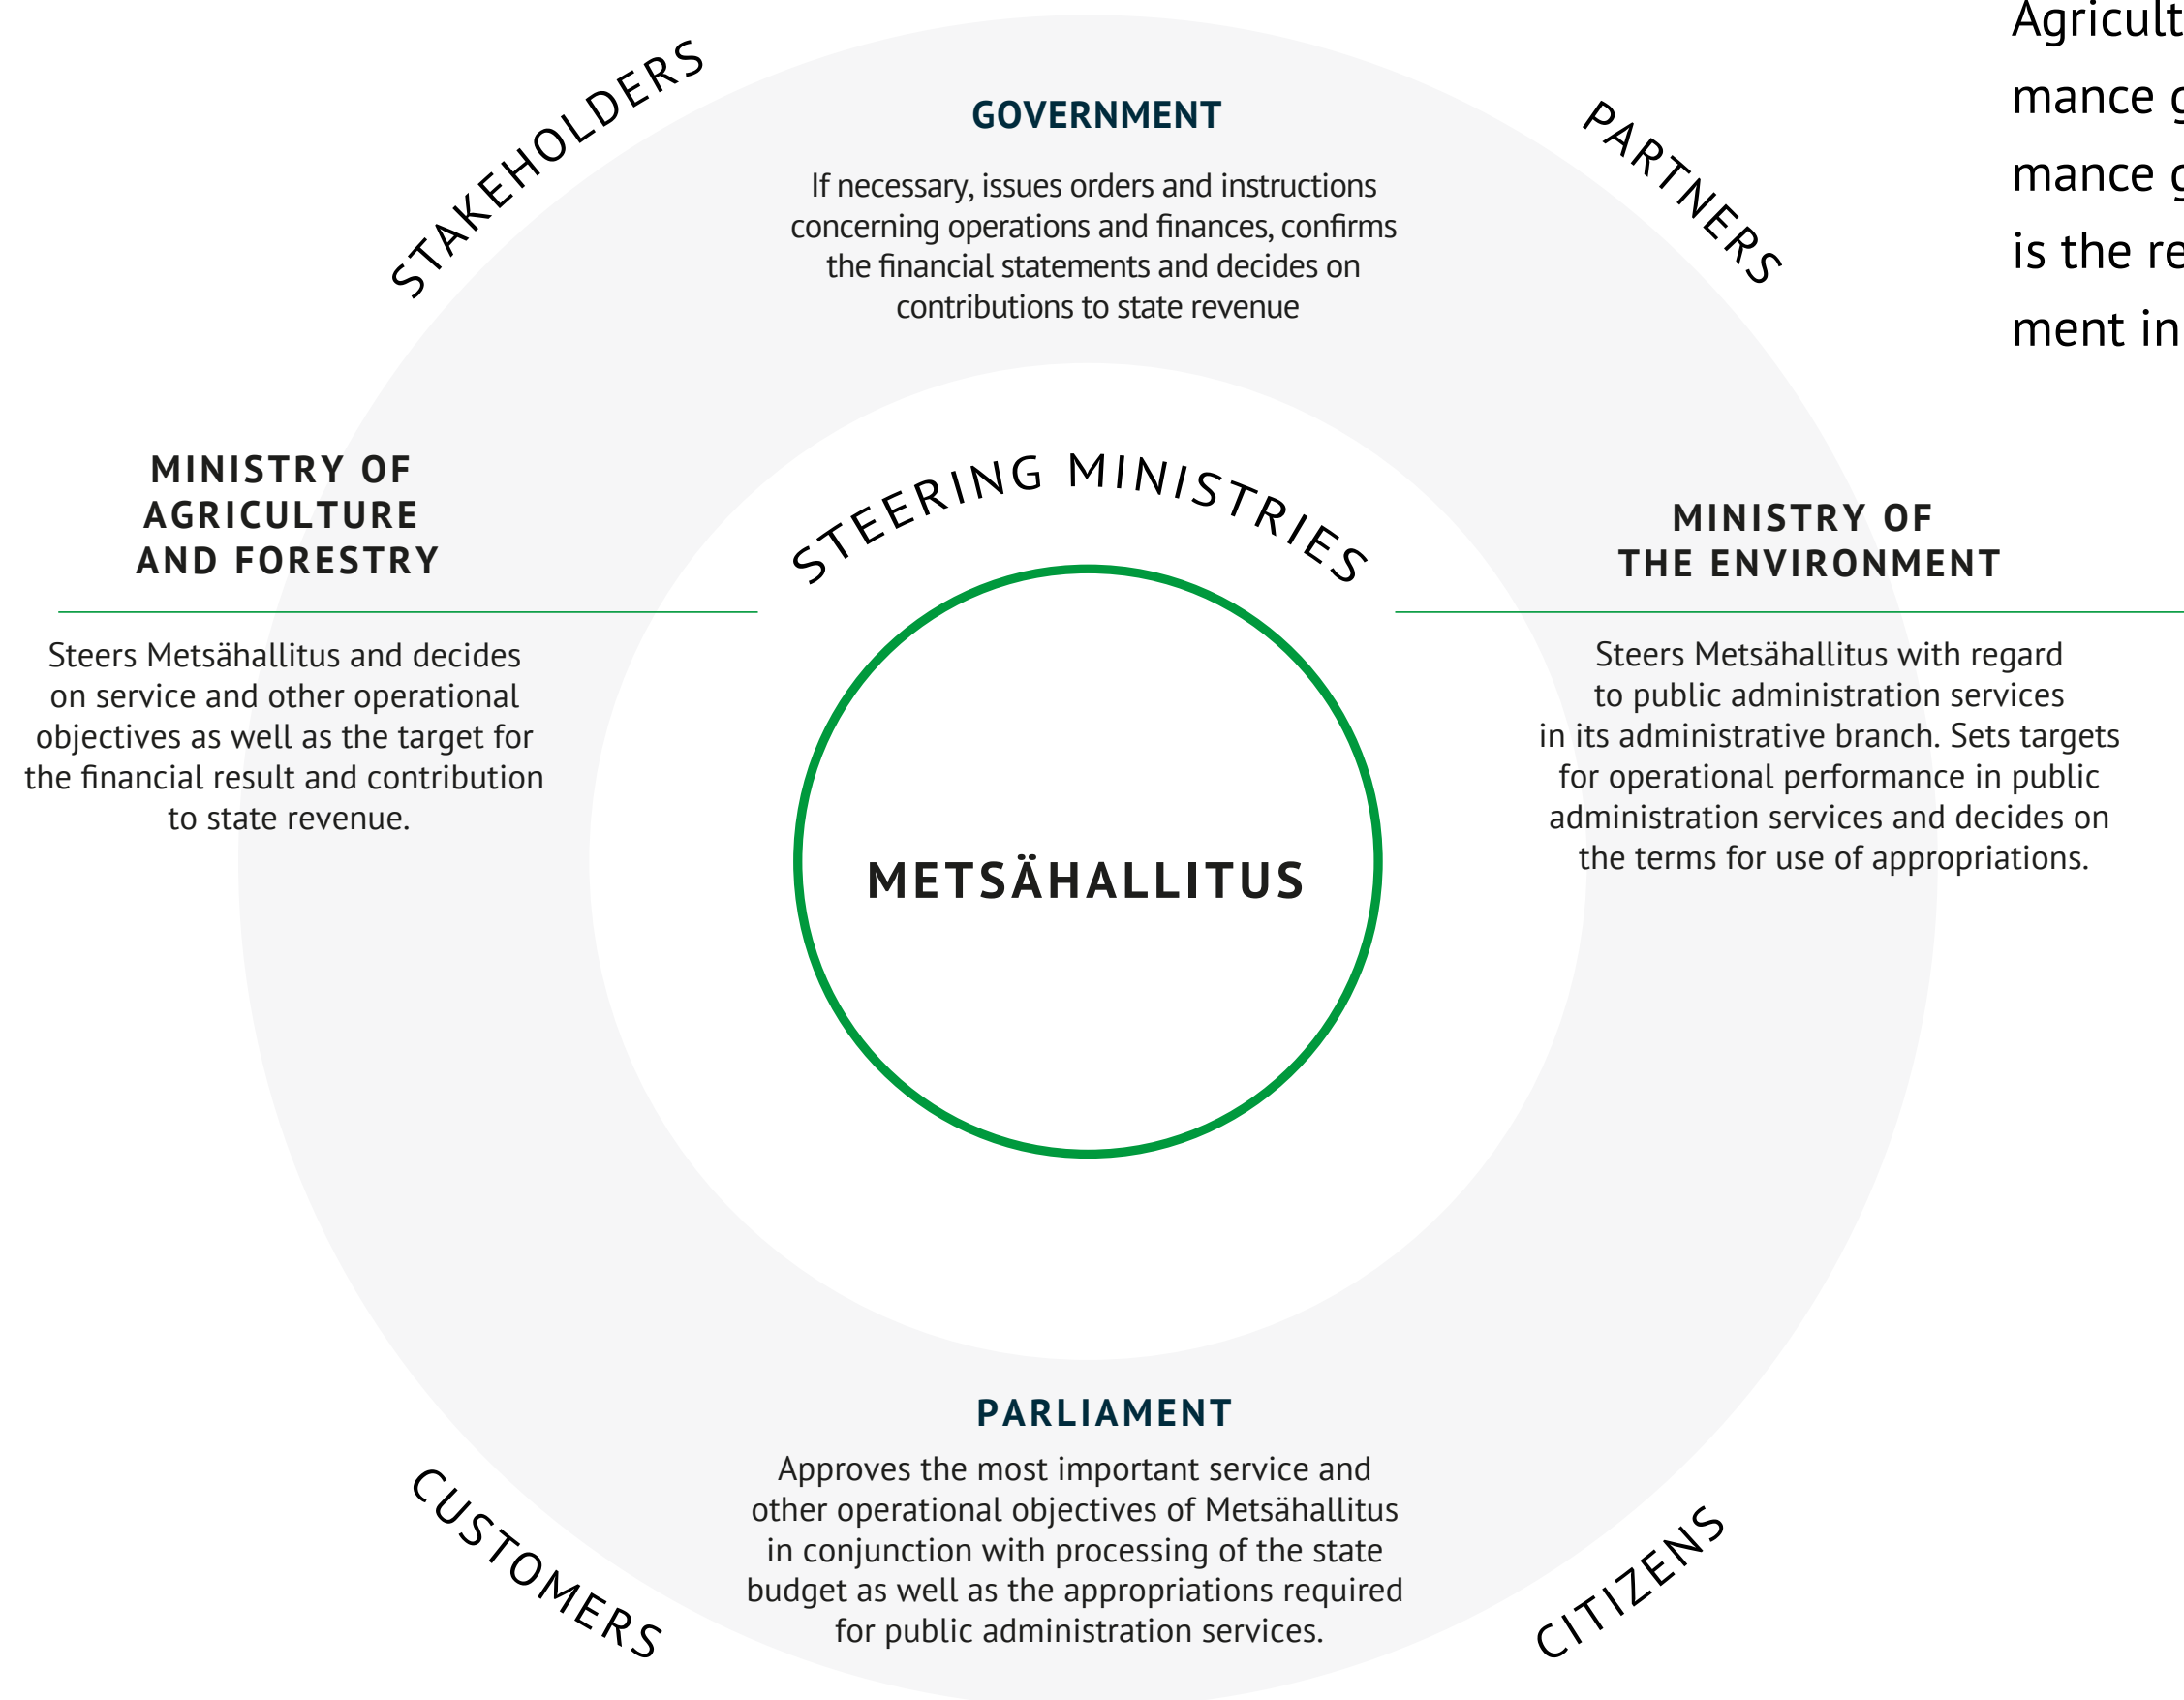 STAKEHOLDERS
PARTNERS
GOVERNMENT
If necessary, issues orders and instructions
concerning operations and finances, confirms
the financial statements and decides on
contributions to state revenue
mance
mance
is the
ment in
STEERING MINISTRIES
MINISTRY OF
AGRICULTURE
AND FORESTRY
Steers Metsähallitus and decides
on service and other operational
objectives as well as the target for
the financial result and contribution
to state revenue.
MINISTRY OF
THE ENVIRONMENT
Steers Metsähallitus with regard
to public administration services
in its administrative branch. Sets targets
for operational performance in public
administration services and decides on
the terms for use of appropriations.
METSÄHALLITUS
PARLIAMENT
Approves the most important service and
other operational objectives of Metsähallitus
in conjunction with processing of the state
budget as well as the appropriations required
for public administration services.
CUSTOMERS
CITIZENS